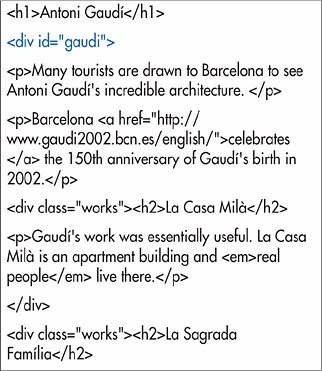 <h1>Antoni Gaudí</h1>
<div id="gaudi">
<p>Many tourists are drawn to Barcelona to see
Antoni Gaudí's incredible architecture. </p>
<p>Barcelona <a href="http://
www.gaudi2002.bcn.es/english/">celebrates
</a> the 150th anniversary of Gaudí's birth in
2002.</p>
<div class="works"><h2>La Casa Milà</h2>
<p>Gaudí's work was essentially useful. La Casa
Milà is an apartment building and <em>real
people</em> live there.</p>
</div>
<div class="works"><h2>La Sagrada
Família</h2>